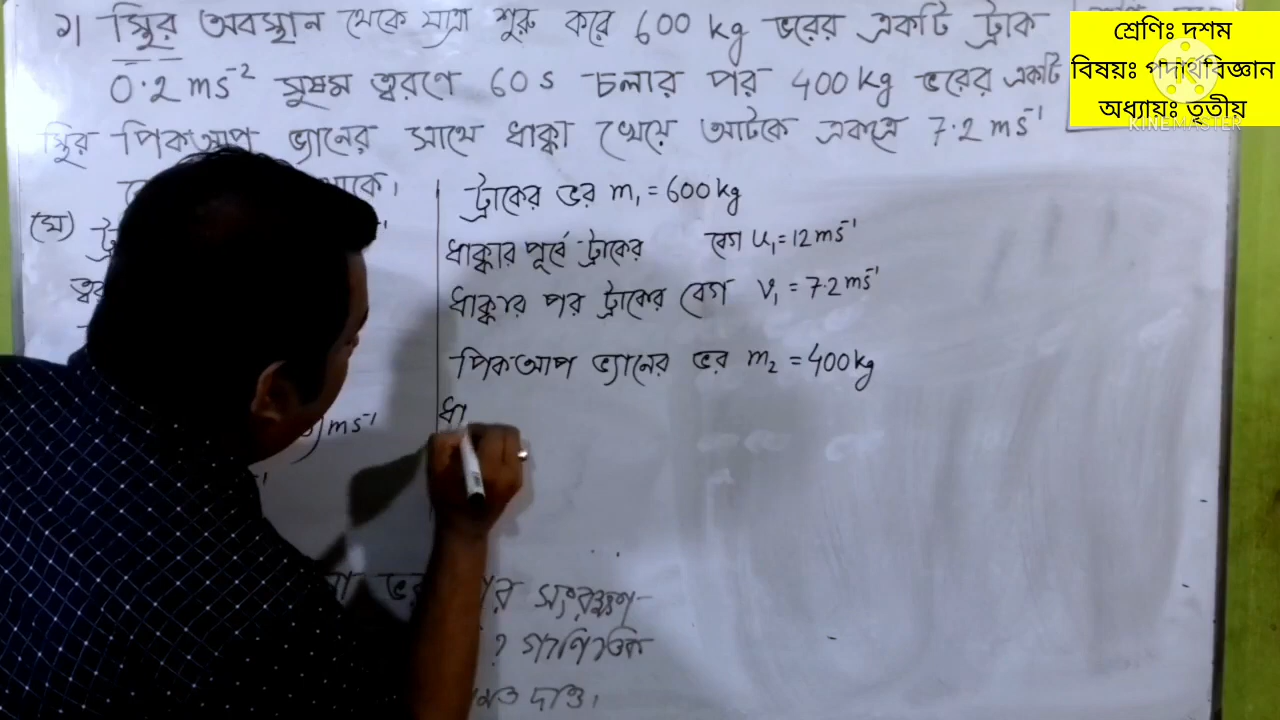 ১। স্থির অবস্থান থেকে যাত্রা শুরু করে 600 kg ভরের একটি ট্রাক
0.2 ms⁻² সুষম ত্বরণে 60 s চলার পর 400 kg ভরের একটি
স্থির পিকআপ ভ্যানের সাথে ধাক্কা খেয়ে আটকে একত্রে 7.2 ms⁻¹
থাকে।
শ্রেণিঃ দশম
বিষয়ঃ পদার্থবিজ্ঞান
অধ্যায়ঃ তৃতীয়
KINEMASTER
(ঘ)
ms⁻¹
ট্রাকের ভর m₁ = 600 kg
ধাক্কার পূর্বে ট্রাকের বেগ u₁ = 12 ms⁻¹
ধাক্কার পর ট্রাকের বেগ v₁ = 7.2 ms⁻¹
পিকআপ ভ্যানের ভর m₂ = 400 kg
ধা
সংরক্ষণ-
? গাণিতিক
দাও।